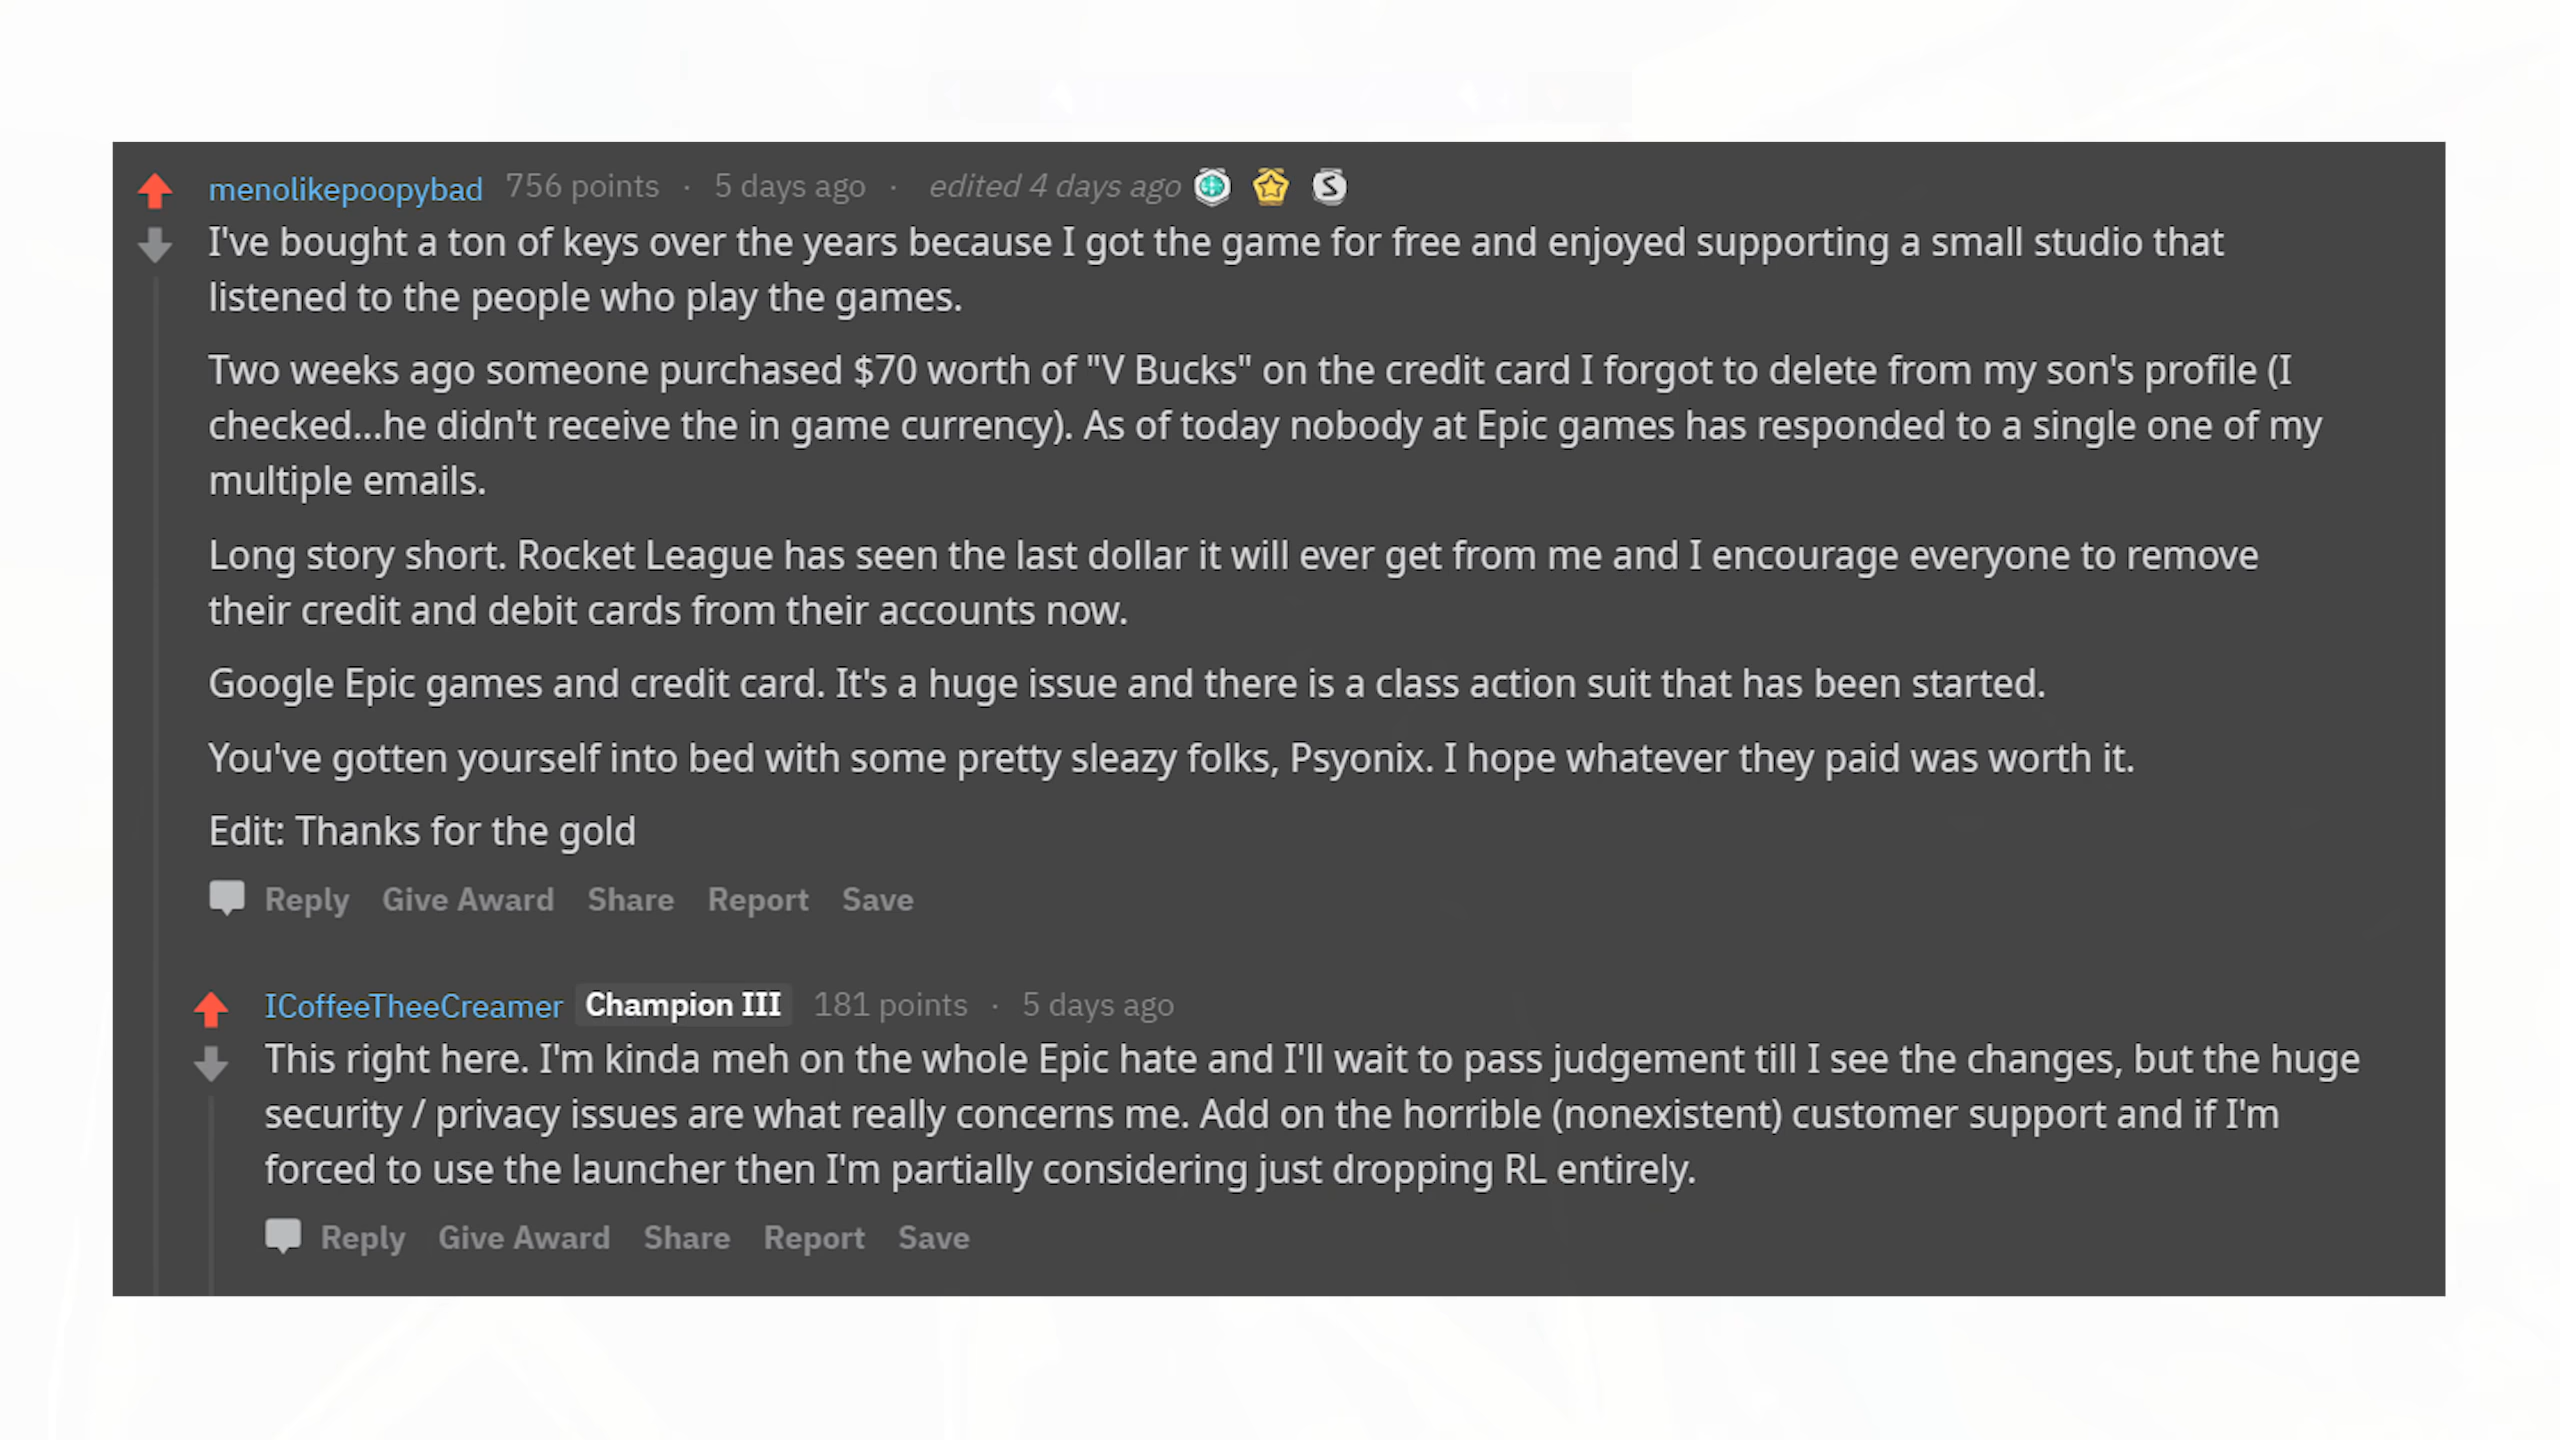 menolikepoopybad 756 points · 5 days ago · edited 4 days ago S
I've bought a ton of keys over the years because I got the game for free and enjoyed supporting a small studio that
listened to the people who play the games.
Two weeks ago someone purchased $70 worth of "V Bucks" on the credit card I forgot to delete from my son's profile (I
checked...he didn't receive the in game currency). As of today nobody at Epic games has responded to a single one of my
multiple emails.
Long story short. Rocket League has seen the last dollar it will ever get from me and I encourage everyone to remove
their credit and debit cards from their accounts now.
Google Epic games and credit card. It's a huge issue and there is a class action suit that has been started.
You've gotten yourself into bed with some pretty sleazy folks, Psyonix. I hope whatever they paid was worth it.
Edit: Thanks for the gold
Reply Give Award Share Report Save
ICoffeeTheeCreamer Champion III 181 points · 5 days ago
This right here. I'm kinda meh on the whole Epic hate and I'll wait to pass judgement till I see the changes, but the huge
security / privacy issues are what really concerns me. Add on the horrible (nonexistent) customer support and if I'm
forced to use the launcher then I'm partially considering just dropping RL entirely.
Reply Give Award Share Report Save